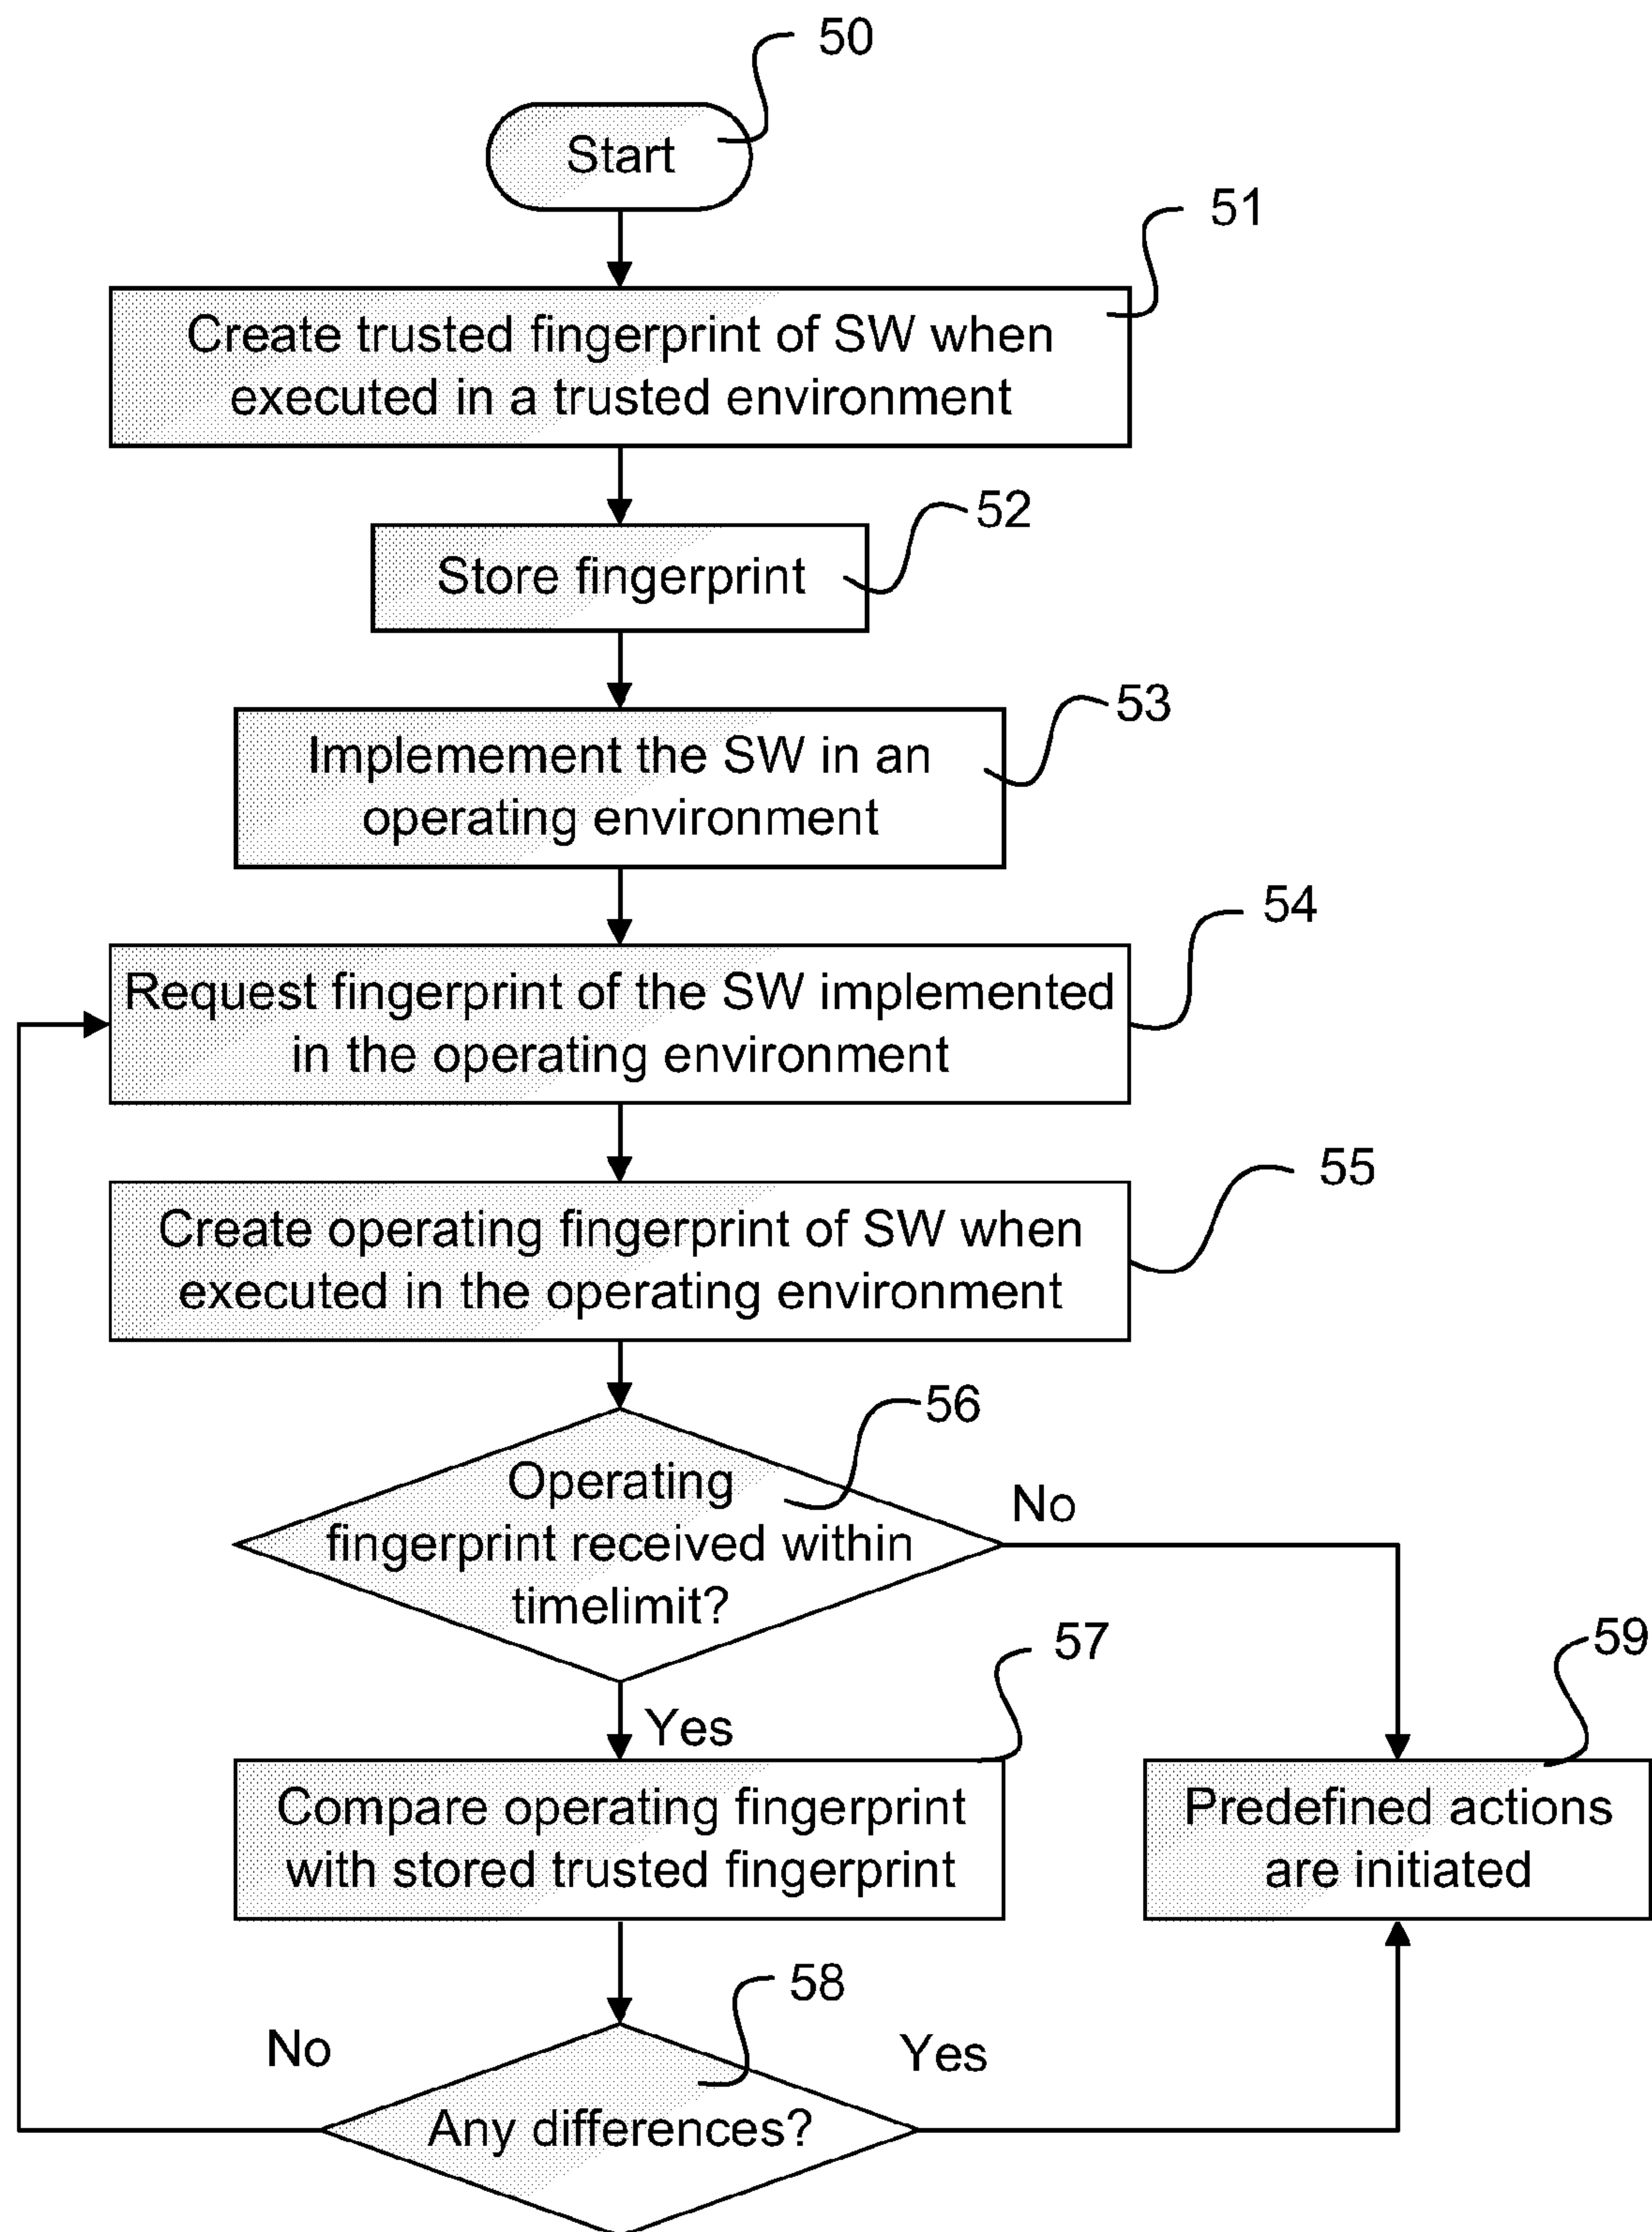 50
Start
51
Create trusted fingerprint of SW when
executed in a trusted environment
52
Store fingerprint
53
Implemement the SW in an
operating environment
54
Request fingerprint of the SW implemented
in the operating environment
55
Create operating fingerprint of SW when
executed in the operating environment
56
Operating
fingerprint received within
timelimit?
No
57
59
Yes
Compare operating fingerprint
with stored trusted fingerprint
Predefined actions
are initiated
58
No
Yes
Any differences?